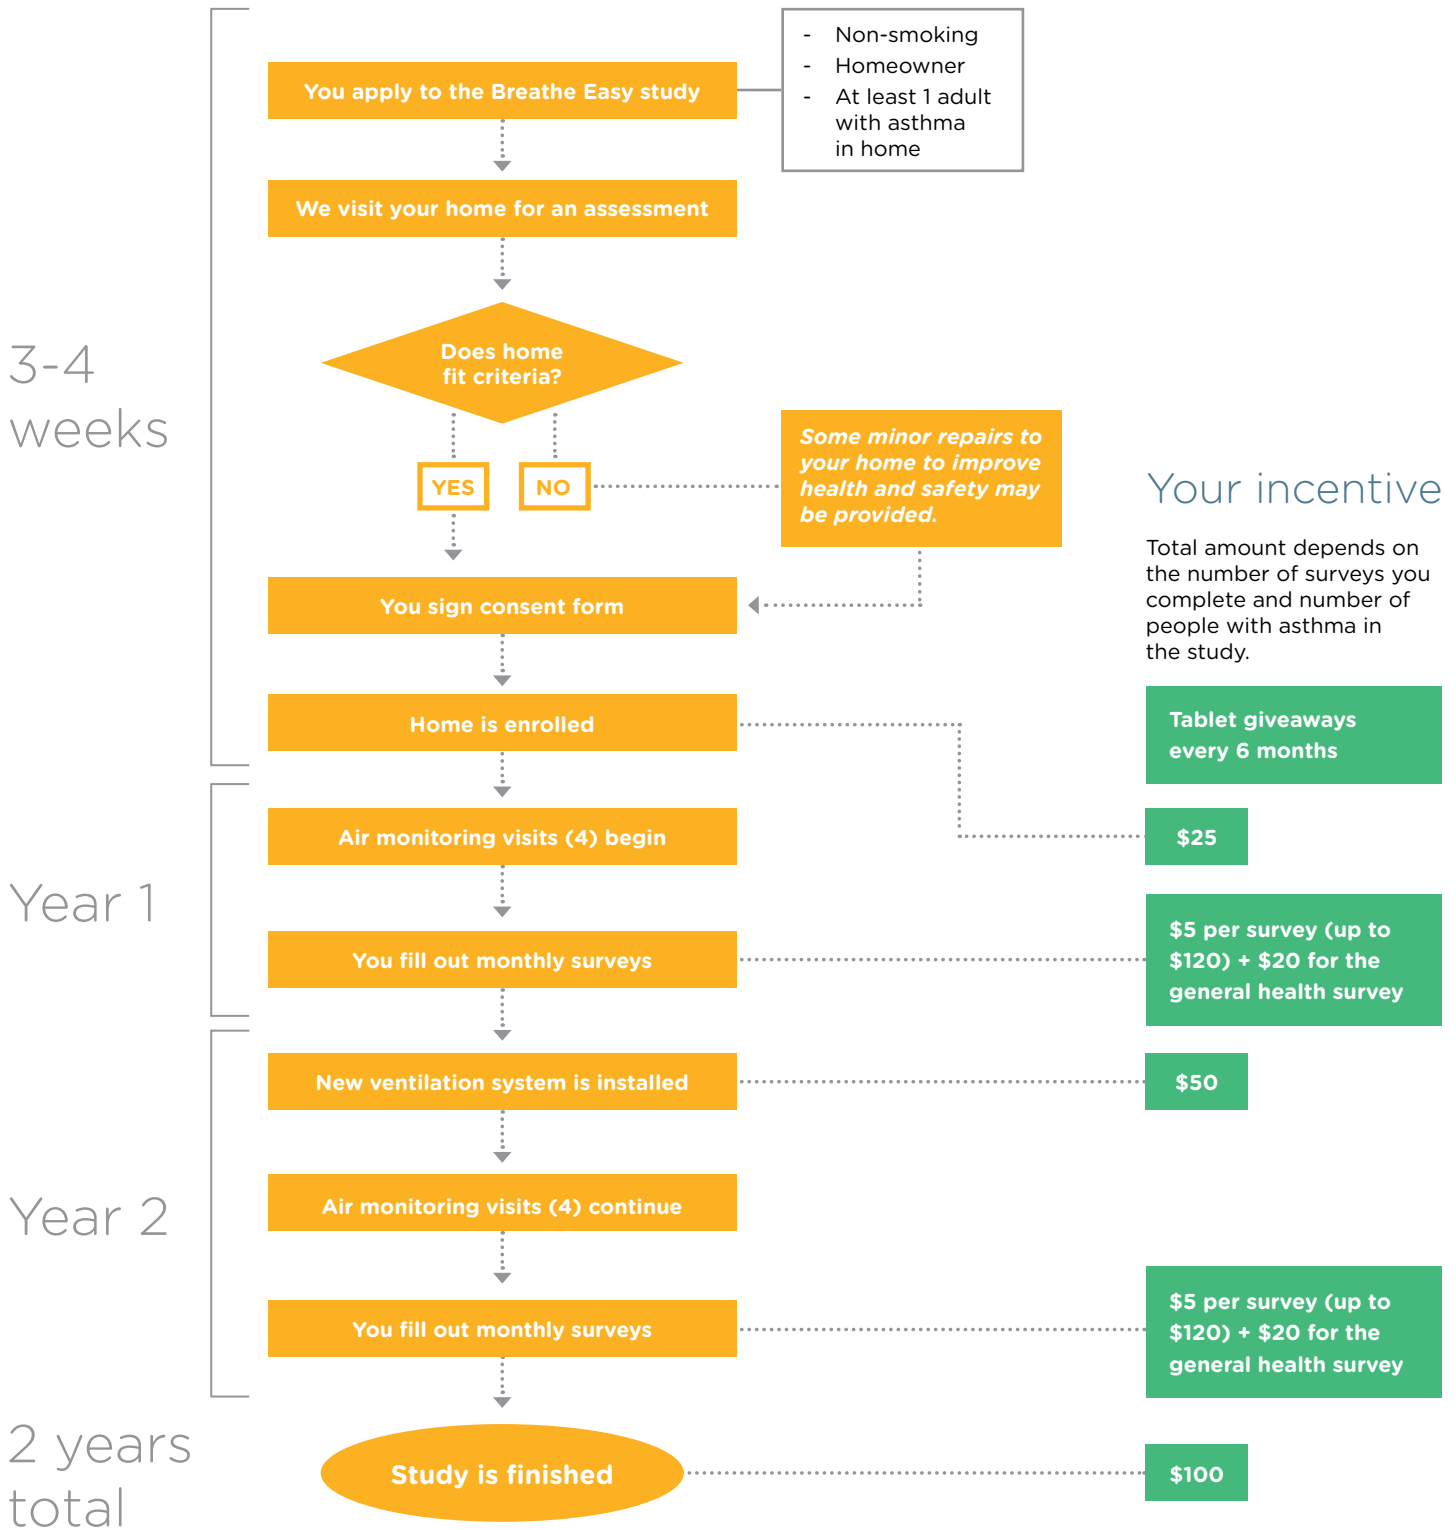 You apply to the Breathe Easy study
- Non-smoking
- Homeowner
- At least 1 adult
with asthma
in home
We visit your home for an assessment
3-4
weeks
Does home
fit criteria?
YES
NO
Some minor repairs to
your home to improve
health and safety may
be provided.
You sign consent form
Home is enrolled
Your incentive
Total amount depends on
the number of surveys you
complete and number of
people with asthma in
the study.
Tablet giveaways
every 6 months
Year 1
Air monitoring visits (4) begin
$25
You fill out monthly surveys
$5 per survey (up to
$120) + $20 for the
general health survey
Year 2
New ventilation system is installed
$50
Air monitoring visits (4) continue
You fill out monthly surveys
$5 per survey (up to
$120) + $20 for the
general health survey
2 years
total
Study is finished
$100